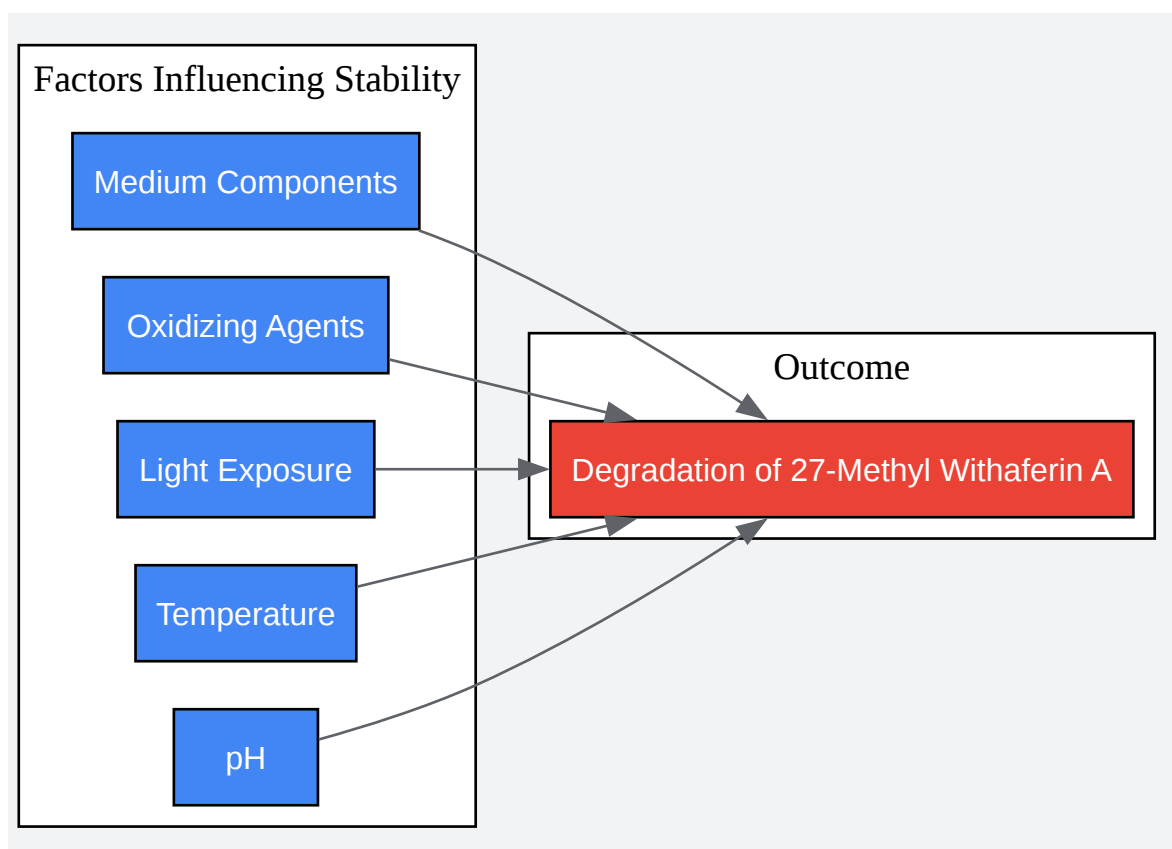 Factors Influencing Stability
Medium Components
Oxidizing Agents
Light Exposure
Temperature
pH
Outcome
Degradation of 27-Methyl Withaferin A